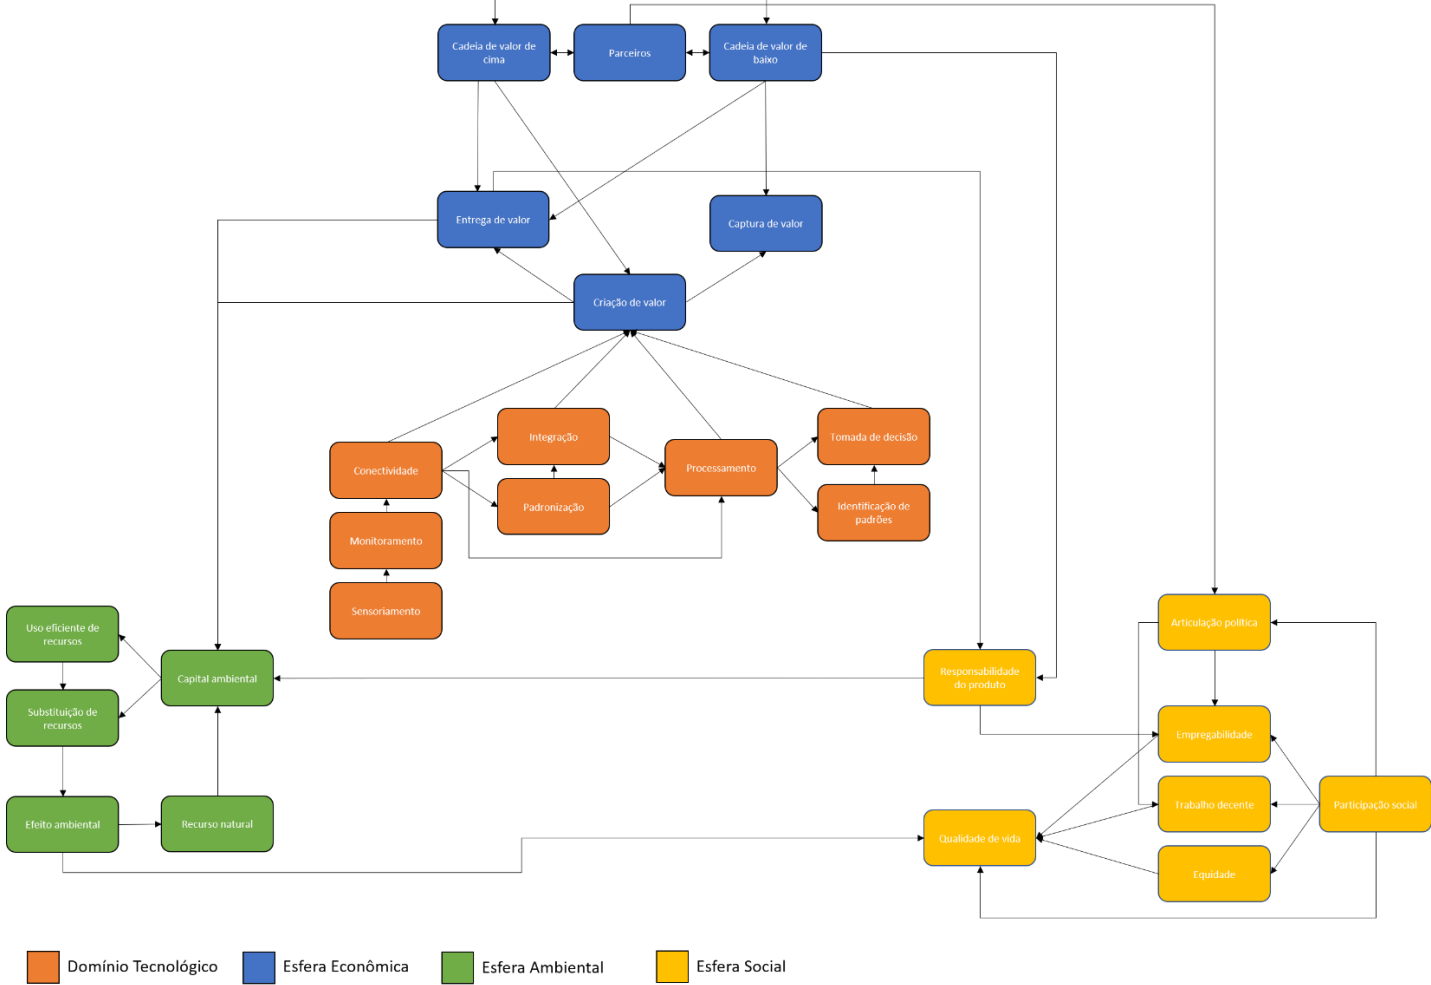 Cadeia de valor de
cima
Parceiros
Cadeia de valor de
baixo
Entrega de valor
Captura de valor
Criação de valor
Integração
Tomada de decisão
Conectividade
Processamento
Padronização
Identificação de
padrões
Monitoramento
Sensoriamento
Uso eficiente de
recursos
Articulação política
Capital ambiental
Responsabilidade
do produto
Substituição de
recursos
Empregabilidade
Trabalho decente
Participação social
Efeito ambiental
Recurso natural
Qualidade de vida
Equidade
Domínio Tecnológico
Esfera Econômica
Esfera Ambiental
Esfera Social